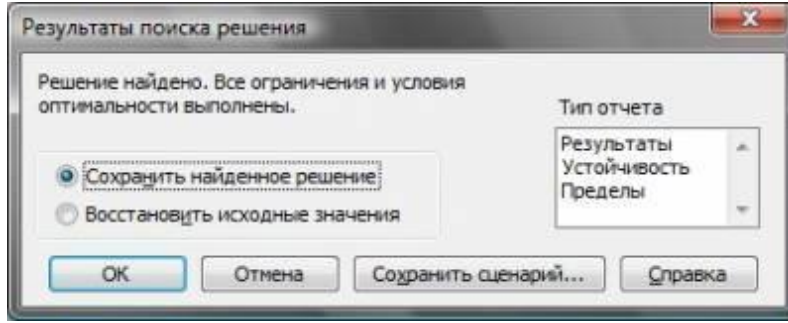 Результаты поиска решения
Решение найдено. Все ограничения и условия
оптимальности выполнены.
Тип отчета
Результаты
Устойчивость
Пределы
Сохранить найденное решение
Восстановить исходные значения
ОК
Отмена
Сохранить сценарий...
Справка